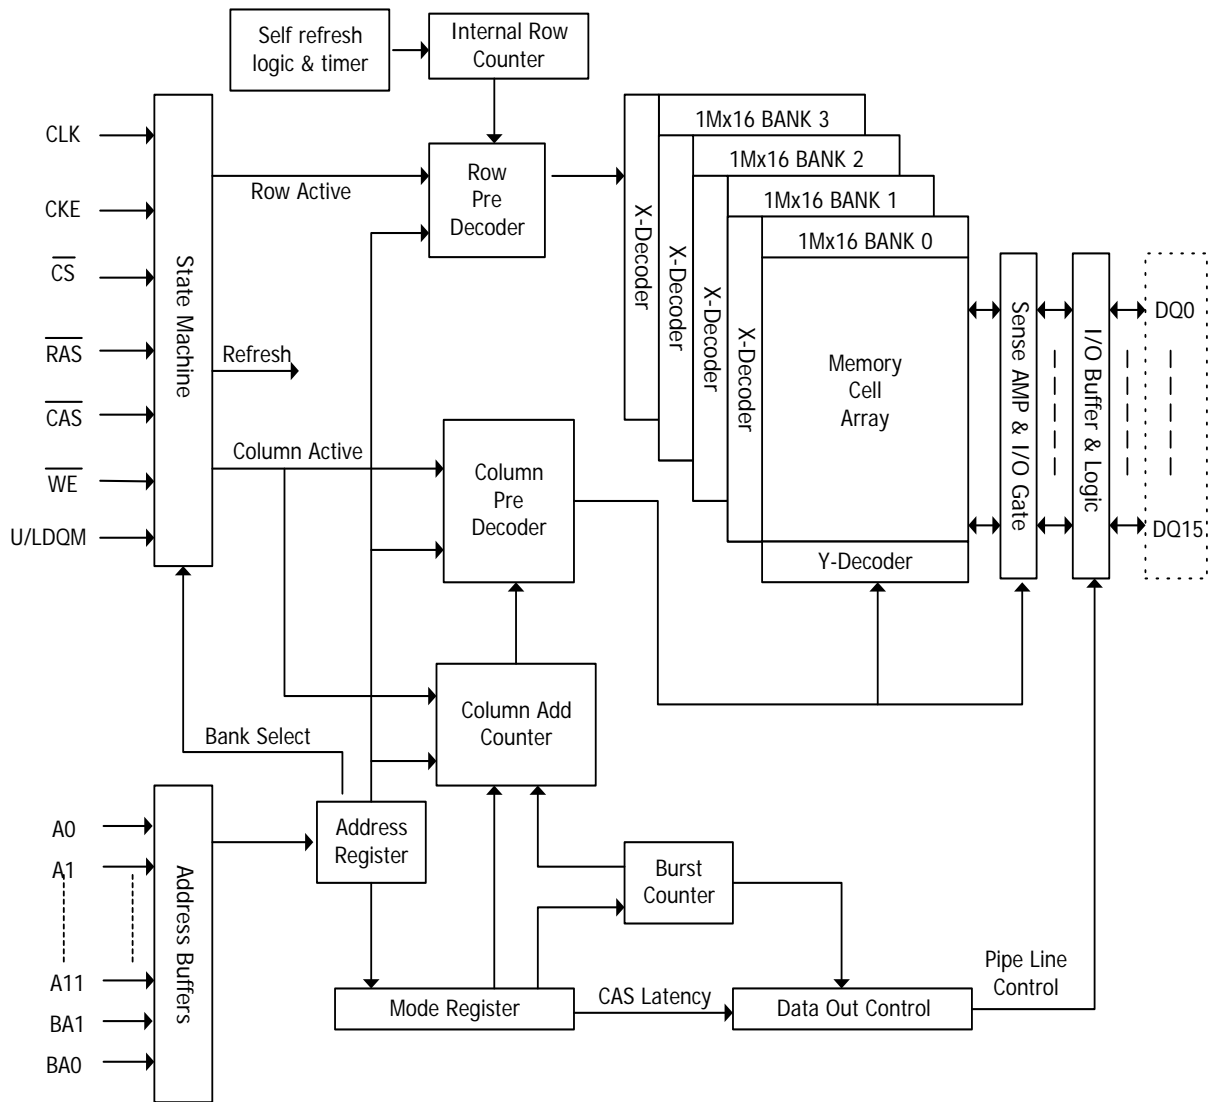 Self refresh
logic & timer
Internal Row
Counter
CLK
CKE
CS
RAS
CAS
WE
U/LDQM
State Machine
Row Active
Refresh
Column Active
Row
Pre
Decoder
Column
Pre
Decoder
Column Add
Counter
Bank Select
1Mx16 BANK 3
1Mx16 BANK 2
1Mx16 BANK 1
1Mx16 BANK 0
X-Decoder
X-Decoder
X-Decoder
X-Decoder
Memory
Cell
Array
Y-Decoder
Sense AMP & I/O Gate
I/O Buffer & Logic
DQ0
DQ15
A0
A1
A11
BA1
BA0
Address Buffers
Address
Register
Burst
Counter
Mode Register
CAS Latency
Data Out Control
Pipe Line
Control